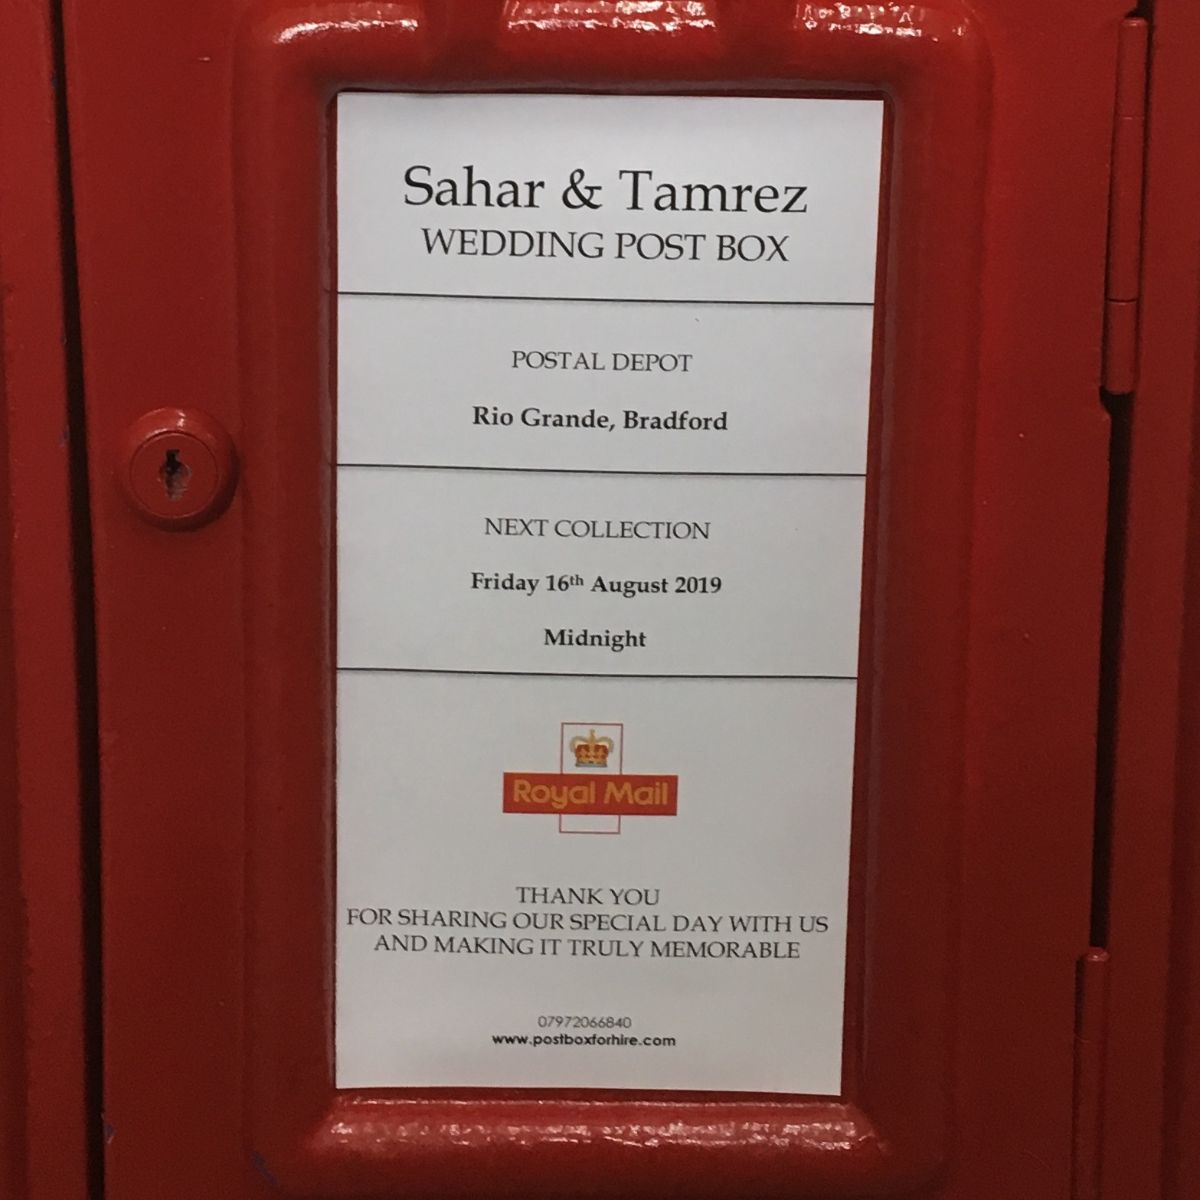 Sahar & Tamrez
WEDDING POST BOX
POSTAL DEPOT
Rio Grande, Bradford
NEXT COLLECTION
Friday 16th August 2019
Midnight
Royal Mail
THANK YOU
FOR SHARING OUR SPECIAL DAY WITH US
AND MAKING IT TRULY MEMORABLE
07972066840
www.postboxforhire.com